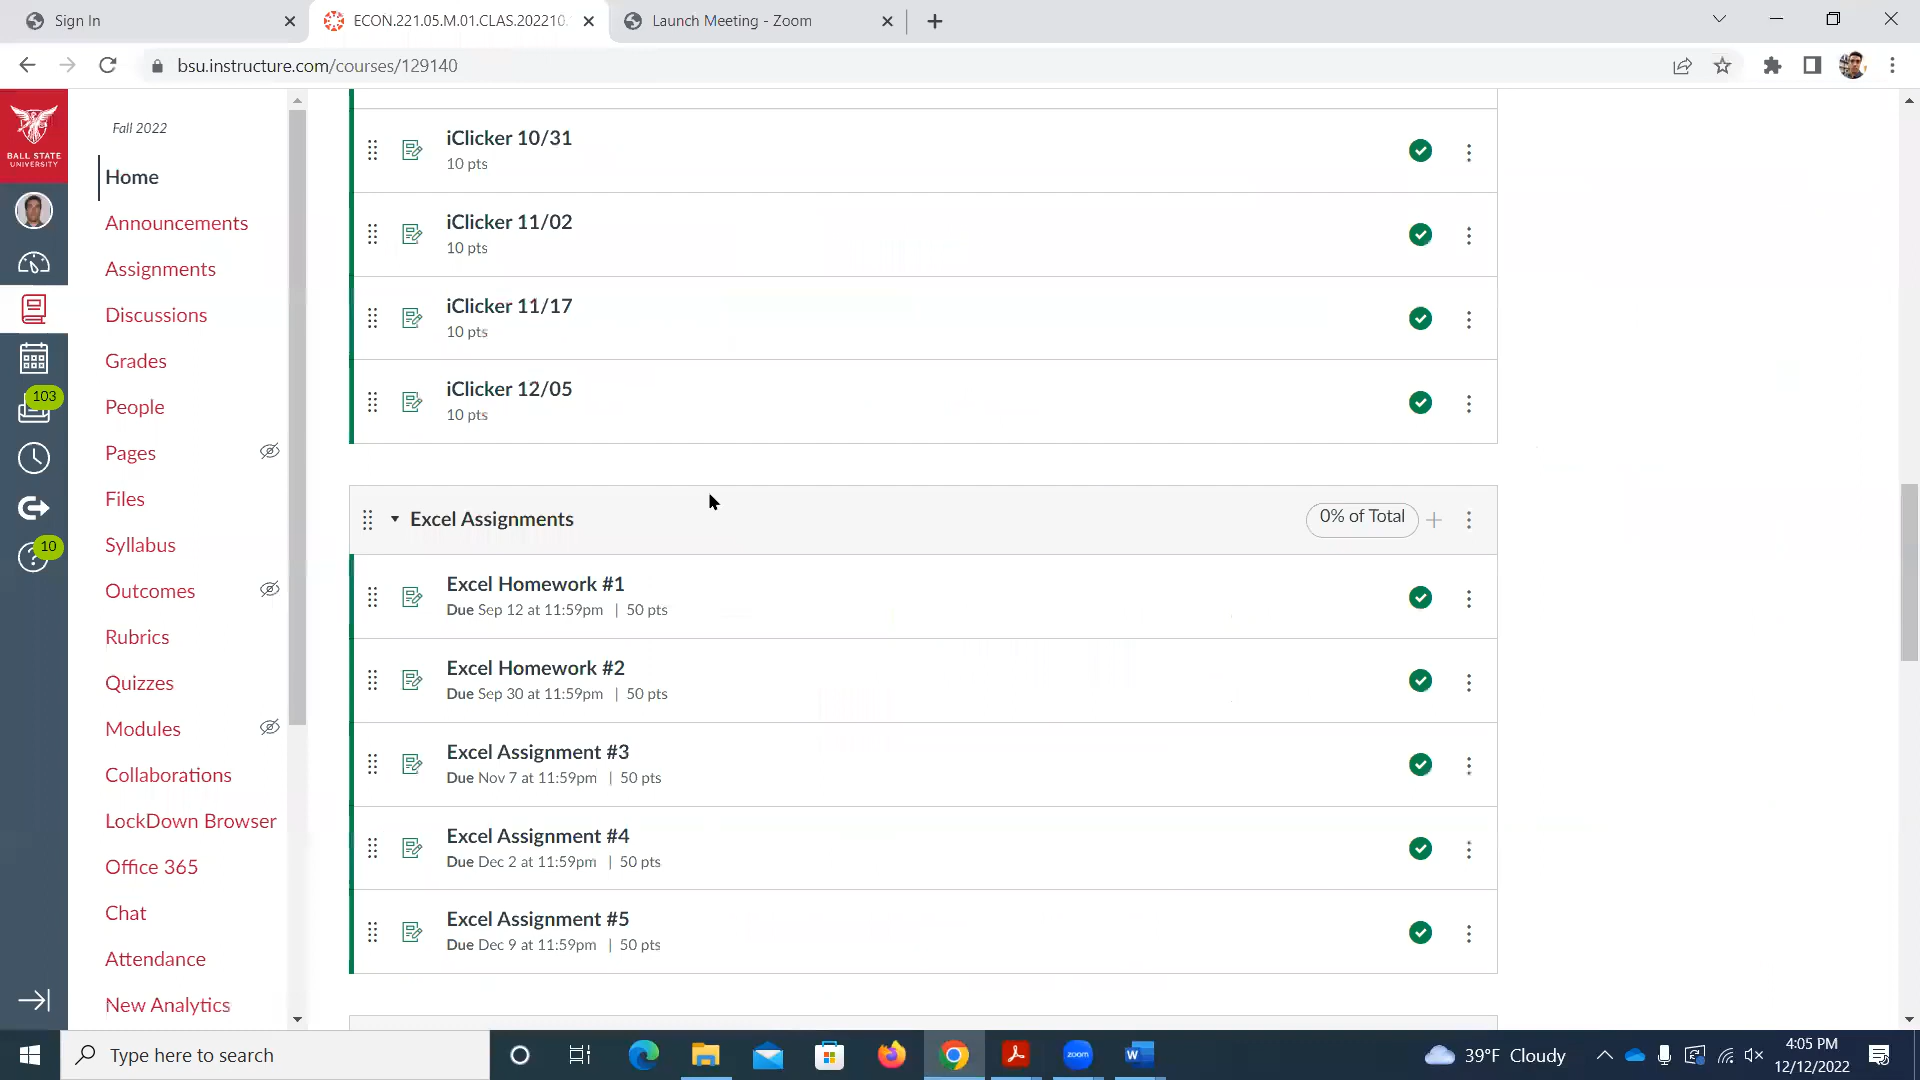 Sign In
ECON.221.05.M.01.CLAS.202210.
Launch Meeting - Zoom
bsu.instructure.com/courses/129140
BALL STATE
UNIVERSITY
103
10
Fall 2022
Home
Announcements
Assignments
Discussions
Grades
People
Pages
Files
Syllabus
Outcomes
Rubrics
Quizzes
Modules
Collaborations
LockDown Browser
Office 365
Chat
Attendance
New Analytics
iClicker 10/31
10 pts
iClicker 11/02
10 pts
iClicker 11/17
10 pts
iClicker 12/05
10 pts
Excel Assignments
0% of Total
Excel Homework #1
Due Sep 12 at 11:59pm | 50 pts
Excel Homework #2
Due Sep 30 at 11:59pm | 50 pts
Excel Assignment #3
Due Nov 7 at 11:59pm | 50 pts
Excel Assignment #4
Due Dec 2 at 11:59pm | 50 pts
Excel Assignment #5
Due Dec 9 at 11:59pm | 50 pts
Type here to search
zoom
W
39°F Cloudy
4:05 PM
12/12/2022